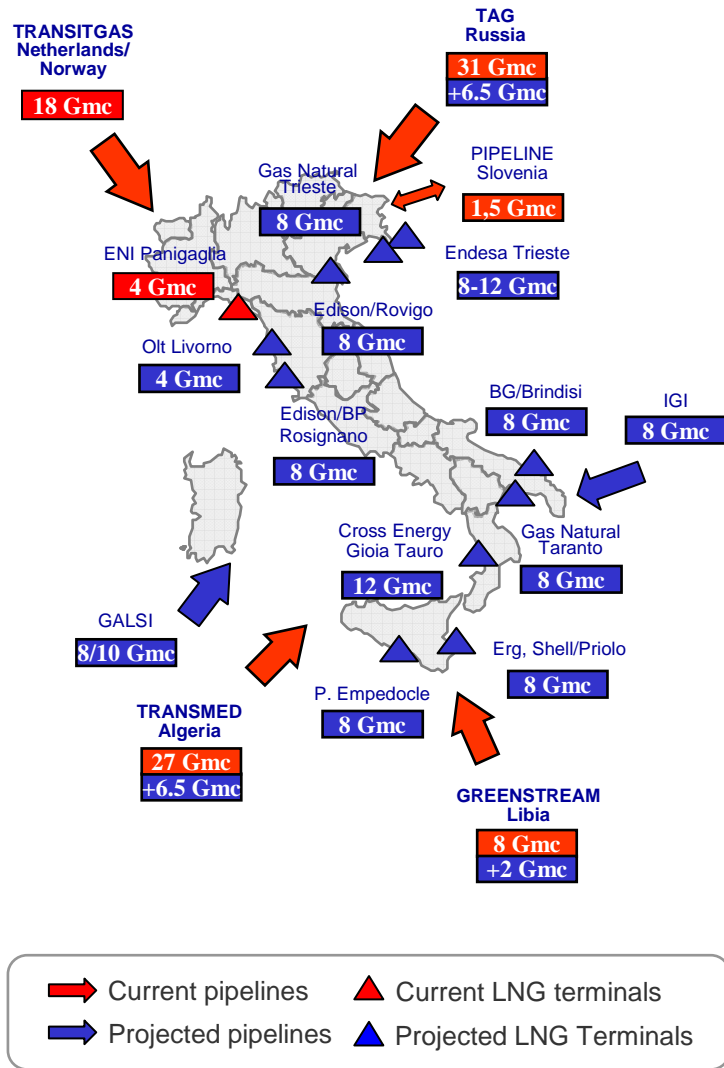 TRANSITGAS
Netherlands/
Norway
18 Gmc
TAG
Russia
31 Gmc
+6.5 Gmc
Gas Natural
Trieste
8 Gmc
PIPELINE
Slovenia
1,5 Gmc
ENI Panigaglia
4 Gmc
Endesa Trieste
8-12 Gmc
Edison/Rovigo
8 Gmc
Olt Livorno
4 Gmc
Edison/BP
Rosignano
8 Gmc
BG/Brindisi
8 Gmc
IGI
8 Gmc
Cross Energy
Gioia Tauro
12 Gmc
Gas Natural
Taranto
8 Gmc
GALSI
8/10 Gmc
Erg, Shell/Priolo
8 Gmc
P. Empedocle
8 Gmc
TRANSMED
Algeria
27 Gmc
+6.5 Gmc
GREENSTREAM
Libia
8 Gmc
+2 Gmc
Current pipelines
Current LNG terminals
Projected pipelines
Projected LNG Terminals